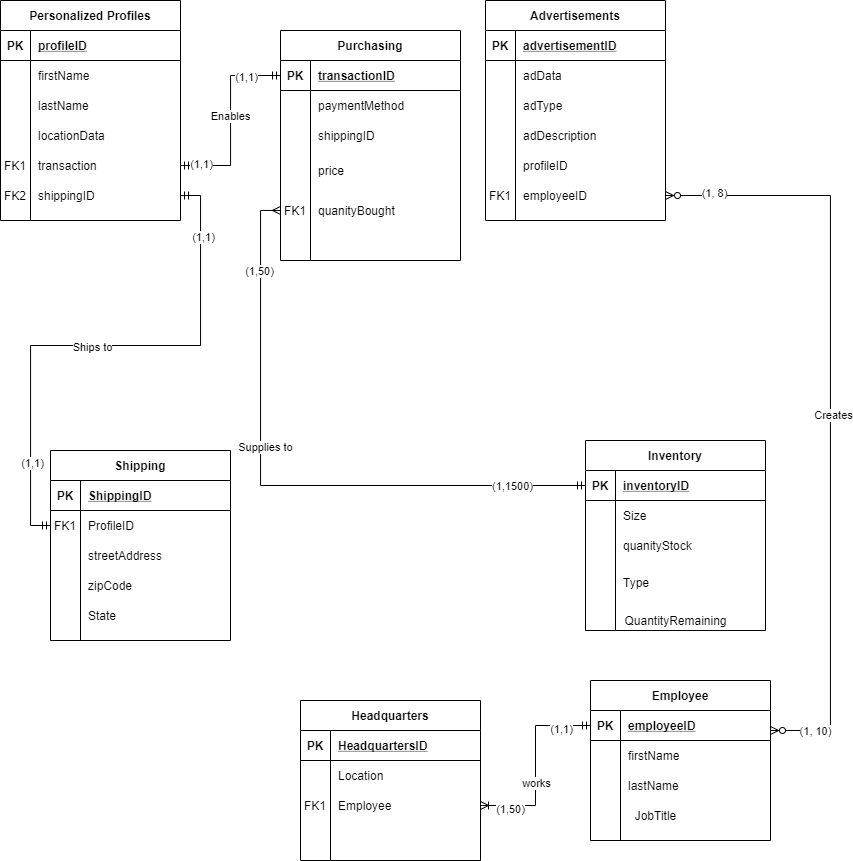 Personalized Profiles
PK profileID
firstName
lastName
locationData
FK1 transaction
FK2 shippingID
Purchasing
PK transactionID
paymentMethod
shippingID
price
FK1 quanityBought
Advertisements
PK advertisementID
adData
adType
adDescription
profileID
FK1 employeeID
(1,1)
Enables
(1,1)
(1,1)
Ships to
(1,1)
(1,50)
Supplies to
(1,1500)
(1, 8)
Creates
(1, 10)
Shipping
PK ShippingID
FK1 ProfileID
streetAddress
zipCode
State
Inventory
PK inventoryID
Size
quanityStock
Type
QuantityRemaining
Headquarters
PK HeadquartersID
Location
FK1 Employee
(1,1)
works
(1,50)
Employee
PK employeeID
firstName
lastName
JobTitle